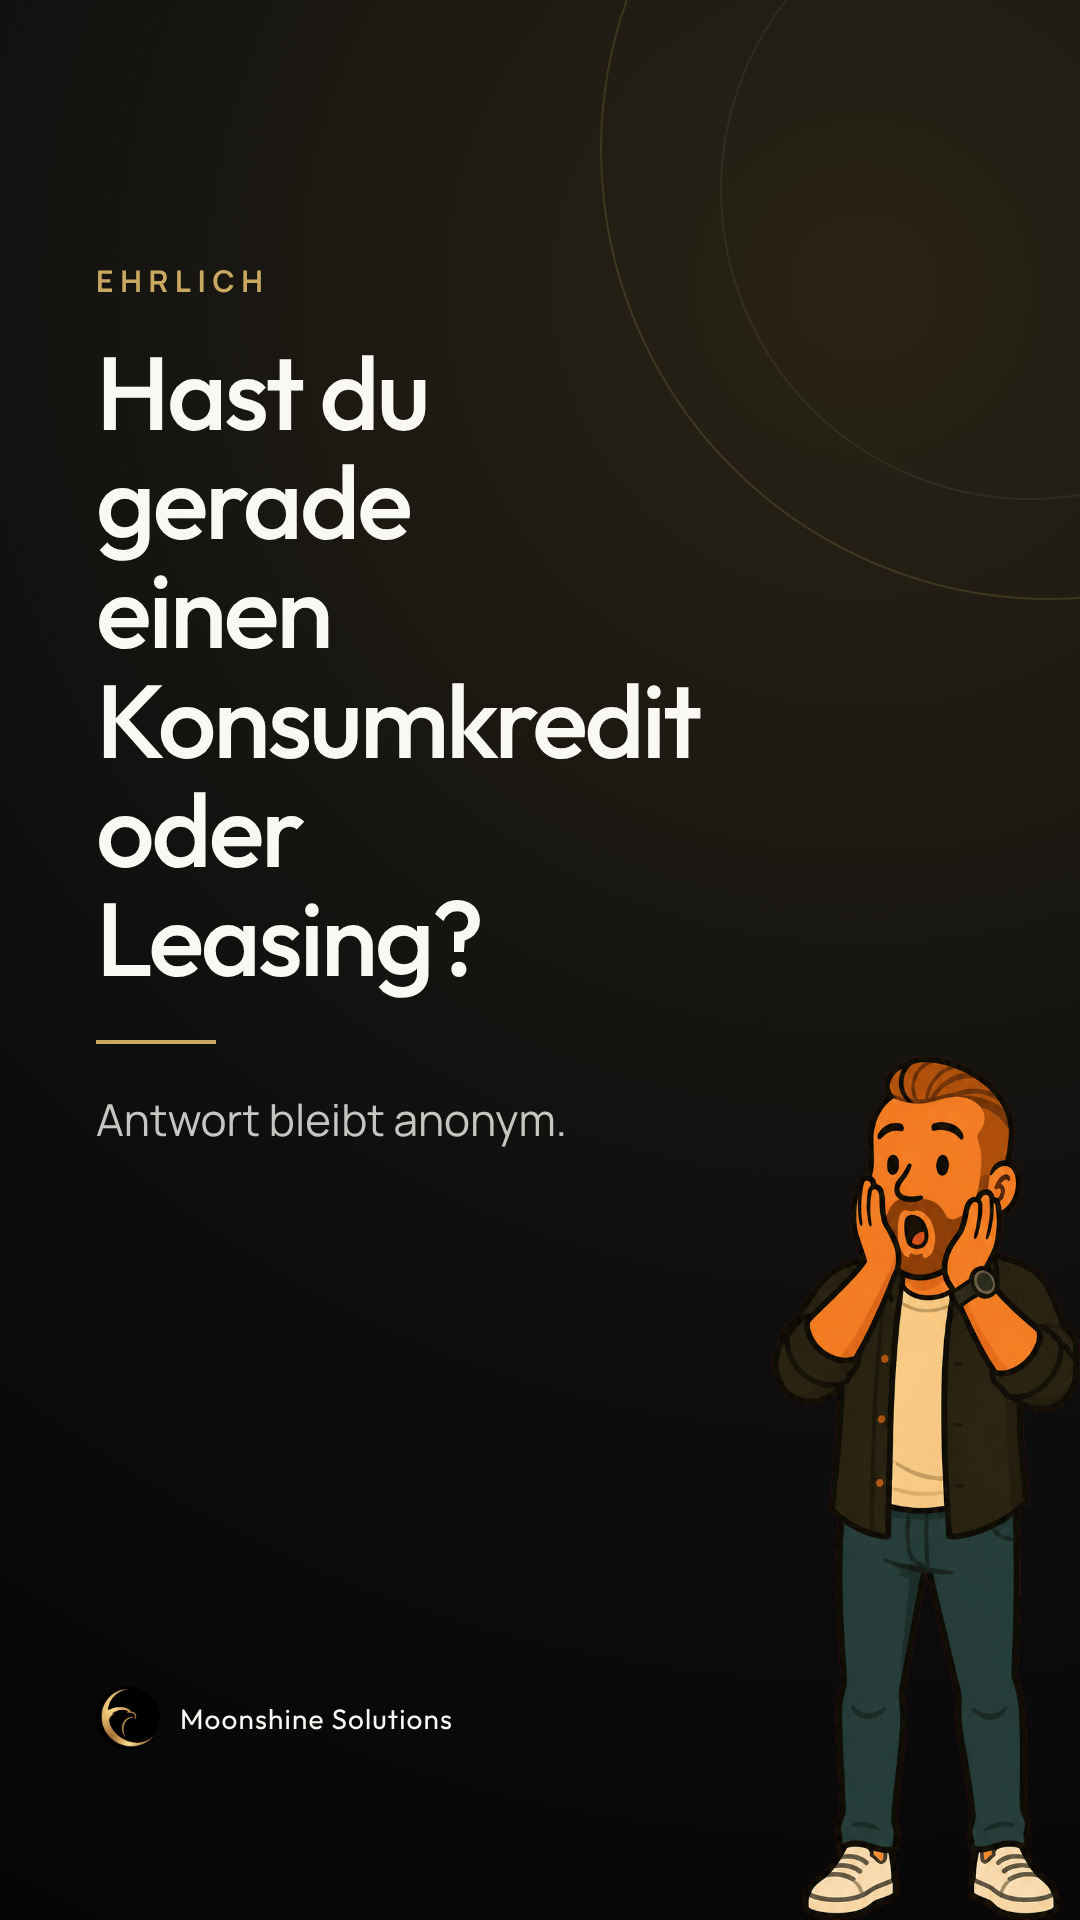 EHRLICH
Hast du
gerade
einen
Konsumkredit
oder
Leasing?
Antwort bleibt anonym.
Moonshine Solutions